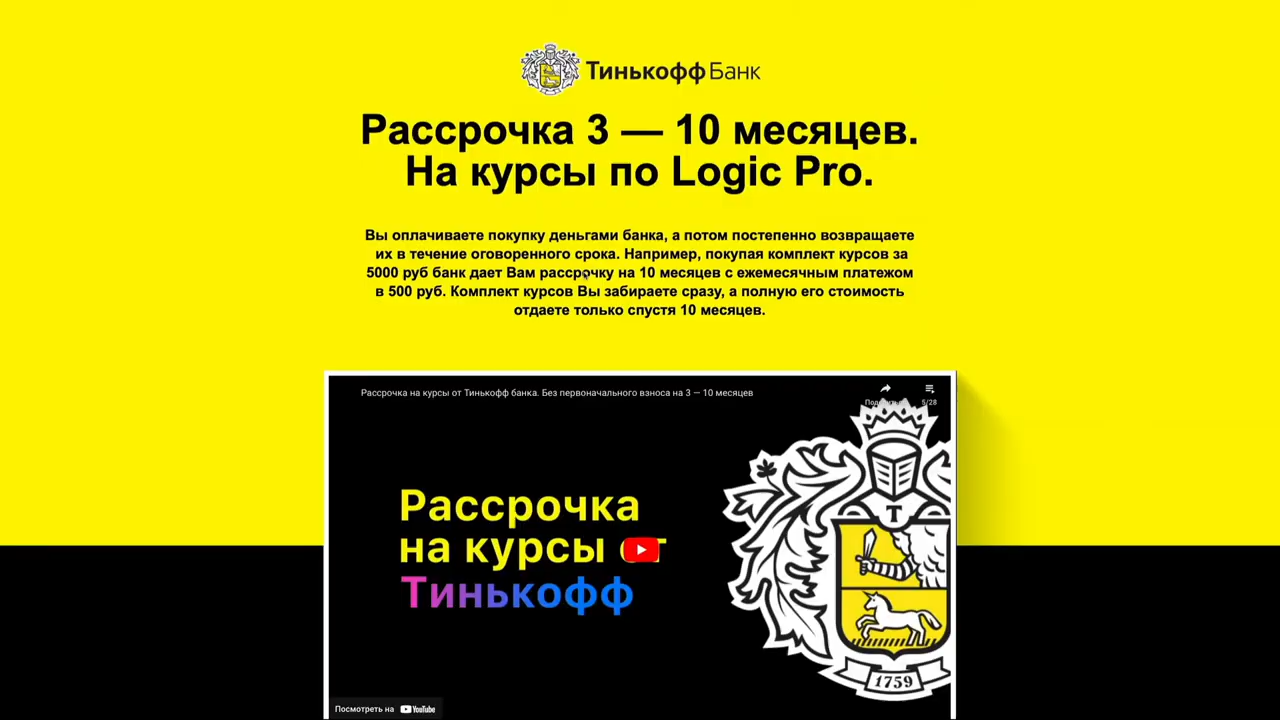 Тинькофф Банк
Рассрочка 3 — 10 месяцев.
На курсы по Logic Pro.
Вы оплачиваете покупку деньгами банка, а потом постепенно возвращаете
их в течение оговоренного срока. Например, покупая комплект курсов за
5000 руб банк дает Вам рассрочку на 10 месяцев с ежемесячным платежом
в 500 руб. Комплект курсов Вы забираете сразу, а полную его стоимость
отдаете только спустя 10 месяцев.
Рассрочка на курсы от Тинькофф банка. Без первоначального взноса на 3 — 10 месяцев
5/28
Рассрочка
на курсы от
Тинькофф
Т
1759
Посмотреть на YouTube